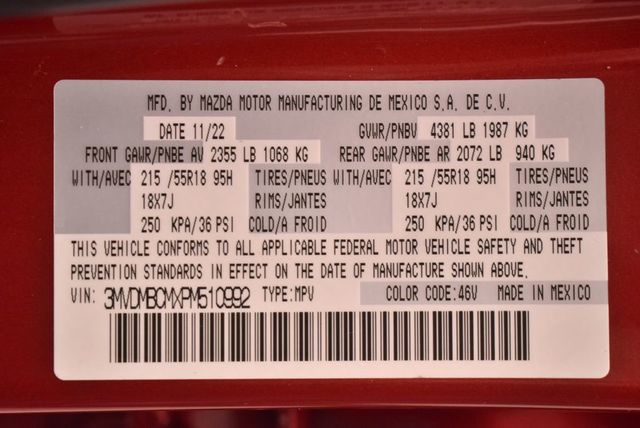 MFD. BY MAZDA MOTOR MANUFACTURING DE MEXICO S.A. DE C.V.
DATE 11/22 GVWR/PNBV 4381 LB 1987 KG
FRONT GAWR/PNBE AV 2355 LB 1068 KG REAR GAWR/PNBE AR 2072 LB 940 KG
WITH/AVEC 215 /55R18 95H TIRES/PNEUS WITH/AVEC 215 /55R18 95H TIRES/PNEUS
18X7J RIMS/JANTES 18X7J RIMS/JANTES
250 KPA/36 PSI COLD/A FROID 250 KPA/36 PSI COLD/A FROID
THIS VEHICLE CONFORMS TO ALL APPLICABLE FEDERAL MOTOR VEHICLE SAFETY AND THEFT
PREVENTION STANDARDS IN EFFECT ON THE DATE OF MANUFACTURE SHOWN ABOVE.
VIN: 3MVDMBCMXPM510992 TYPE:MPV COLOR CODE:46V MADE IN MEXICO